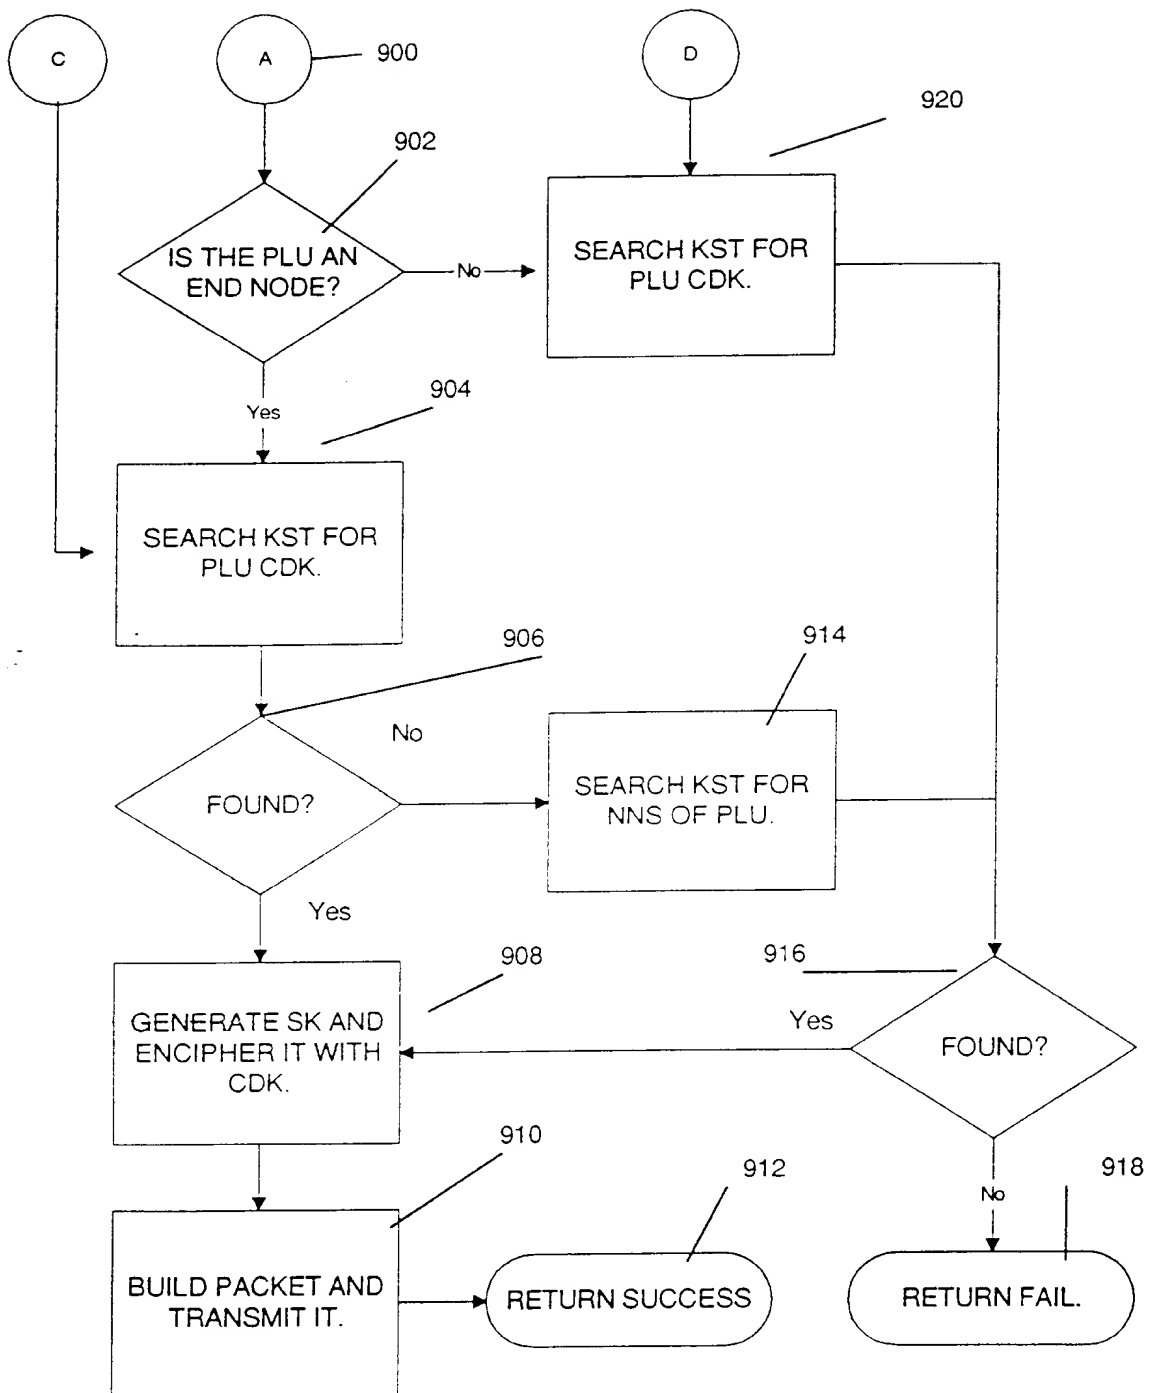 C
A
900
D
920
902
IS THE PLU AN
END NODE?
No
SEARCH KST FOR
PLU CDK.
Yes
904
SEARCH KST FOR
PLU CDK.
906
914
No
FOUND?
SEARCH KST FOR
NNS OF PLU.
Yes
908
916
GENERATE SK AND
ENCIPHER IT WITH
CDK.
Yes
FOUND?
910
912
918
No
BUILD PACKET AND
TRANSMIT IT.
RETURN SUCCESS
RETURN FAIL.